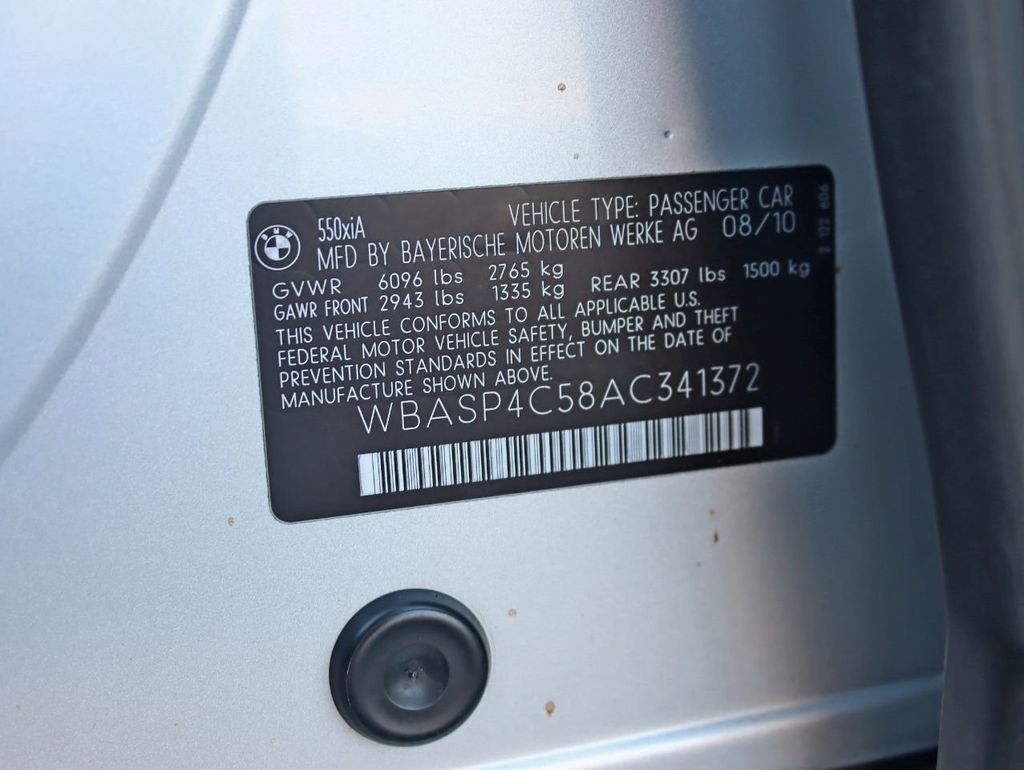 550xiA VEHICLE TYPE: PASSENGER CAR
MFD BY BAYERISCHE MOTOREN WERKE AG 08/10
GVWR 6096 lbs 2765 kg
GAWR FRONT 2943 lbs 1335 kg REAR 3307 lbs 1500 kg
THIS VEHICLE CONFORMS TO ALL APPLICABLE U.S.
FEDERAL MOTOR VEHICLE SAFETY, BUMPER AND THEFT
PREVENTION STANDARDS IN EFFECT ON THE DATE OF
MANUFACTURE SHOWN ABOVE.
WBASP4C58AC341372